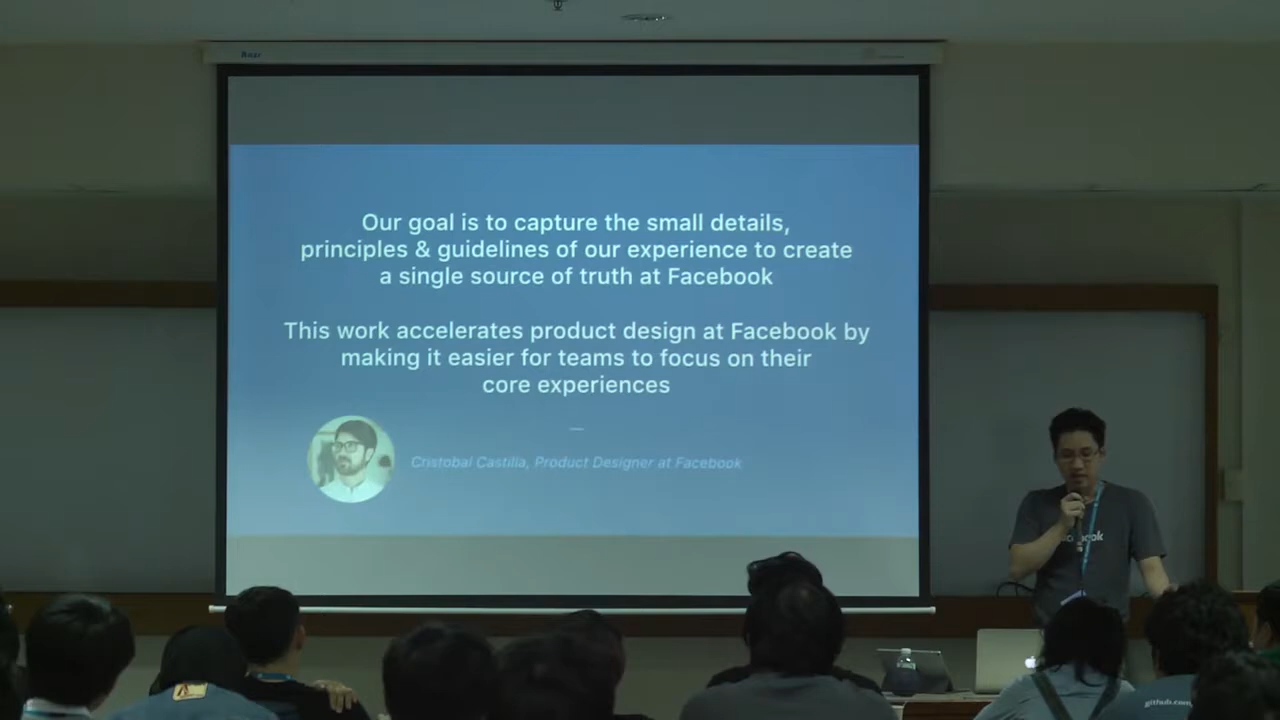 Our goal is to capture the small details,
principles & guidelines of our experience to create
a single source of truth at Facebook
This work accelerates product design at Facebook by
making it easier for teams to focus on their
core experiences
Cristobal Castilla, Product Designer at Facebook
github.com